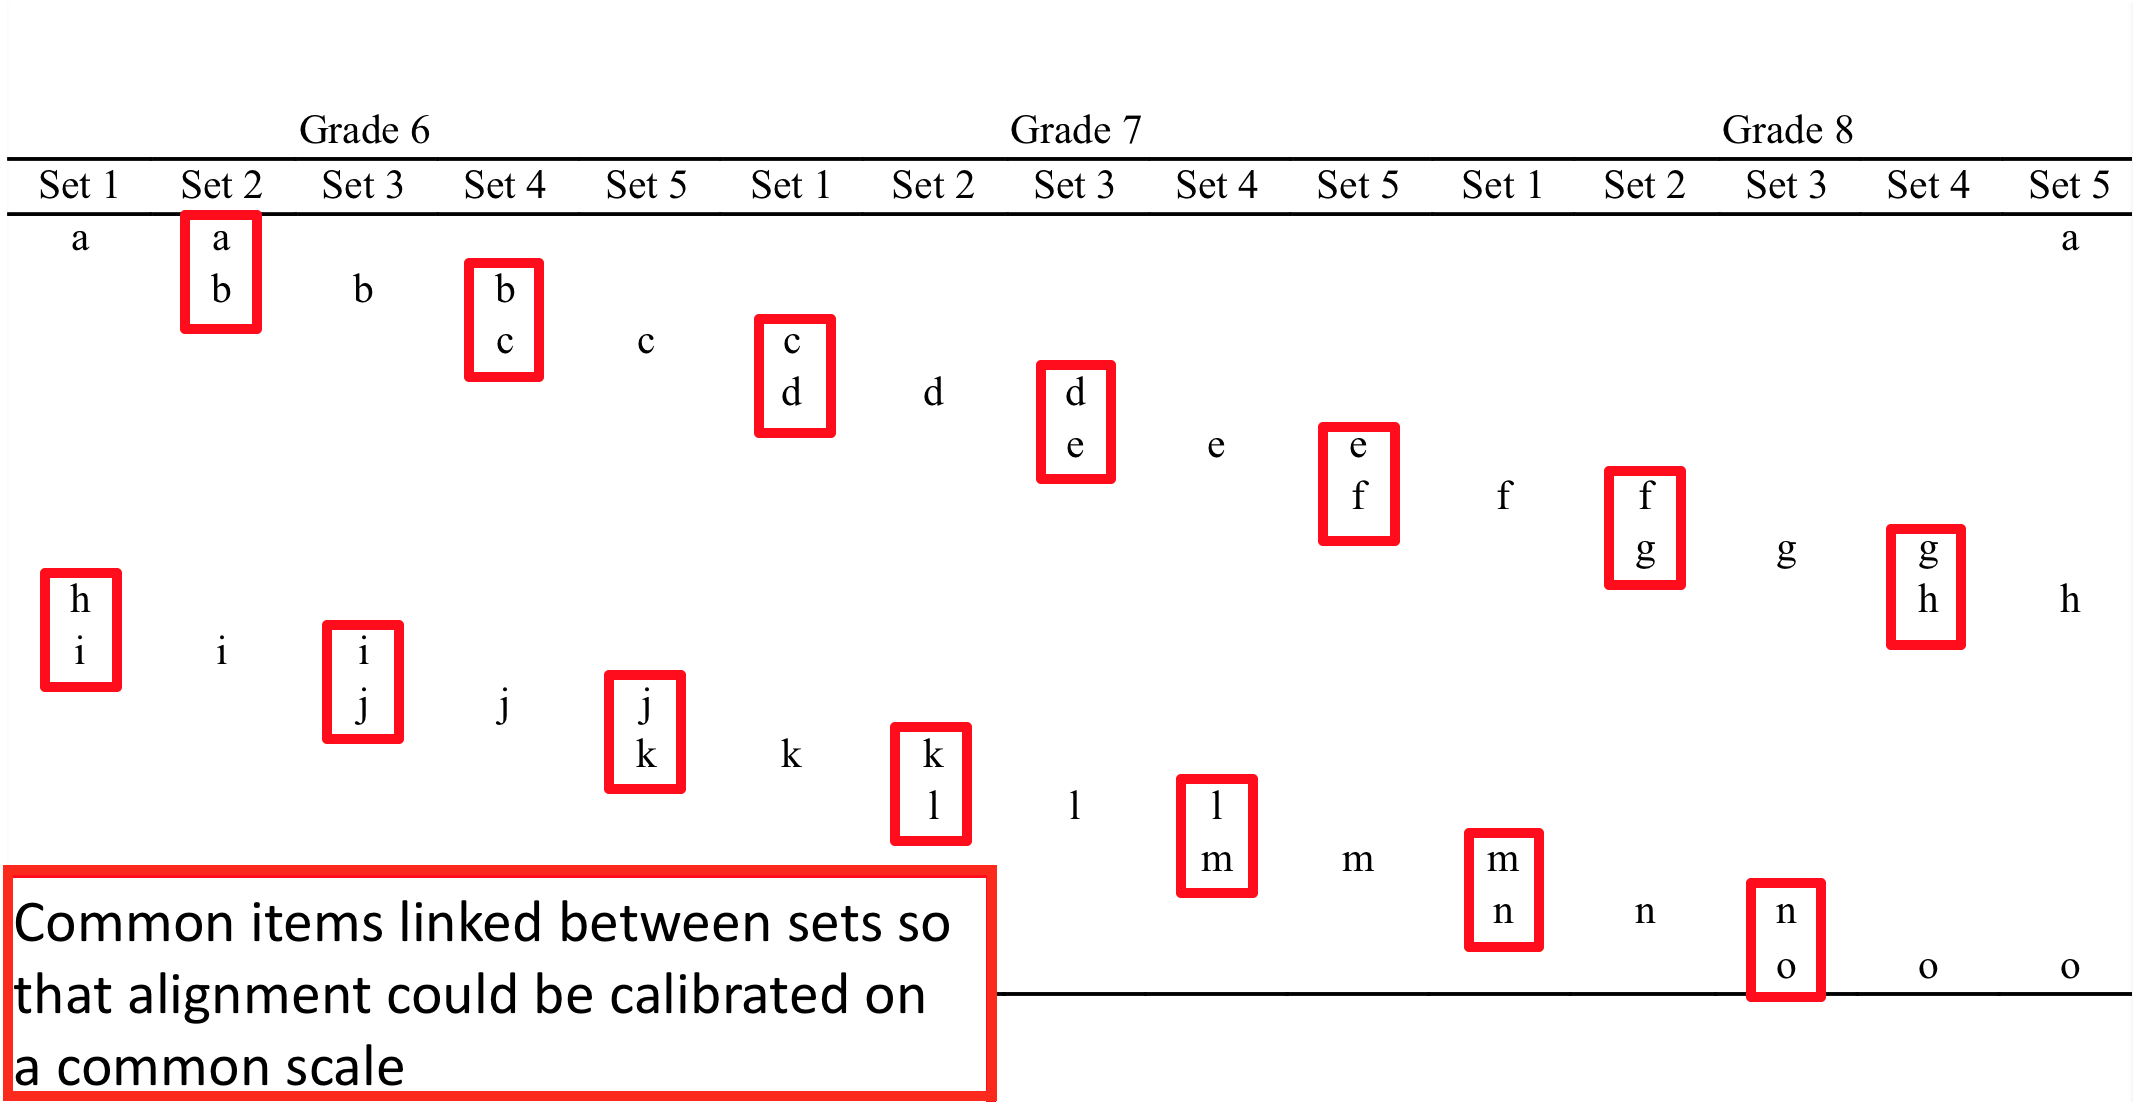 Grade 6 Grade 7 Grade 8
Set 1 Set 2 Set 3 Set 4 Set 5 Set 1 Set 2 Set 3 Set 4 Set 5 Set 1 Set 2 Set 3 Set 4 Set 5
a a a
b b b
c c c
d d d
e e e
f f f
g g g
h h h
i i i
j j j
k k k
l l l
m m m
n n n
o o o
Common items linked between sets so
that alignment could be calibrated on
a common scale